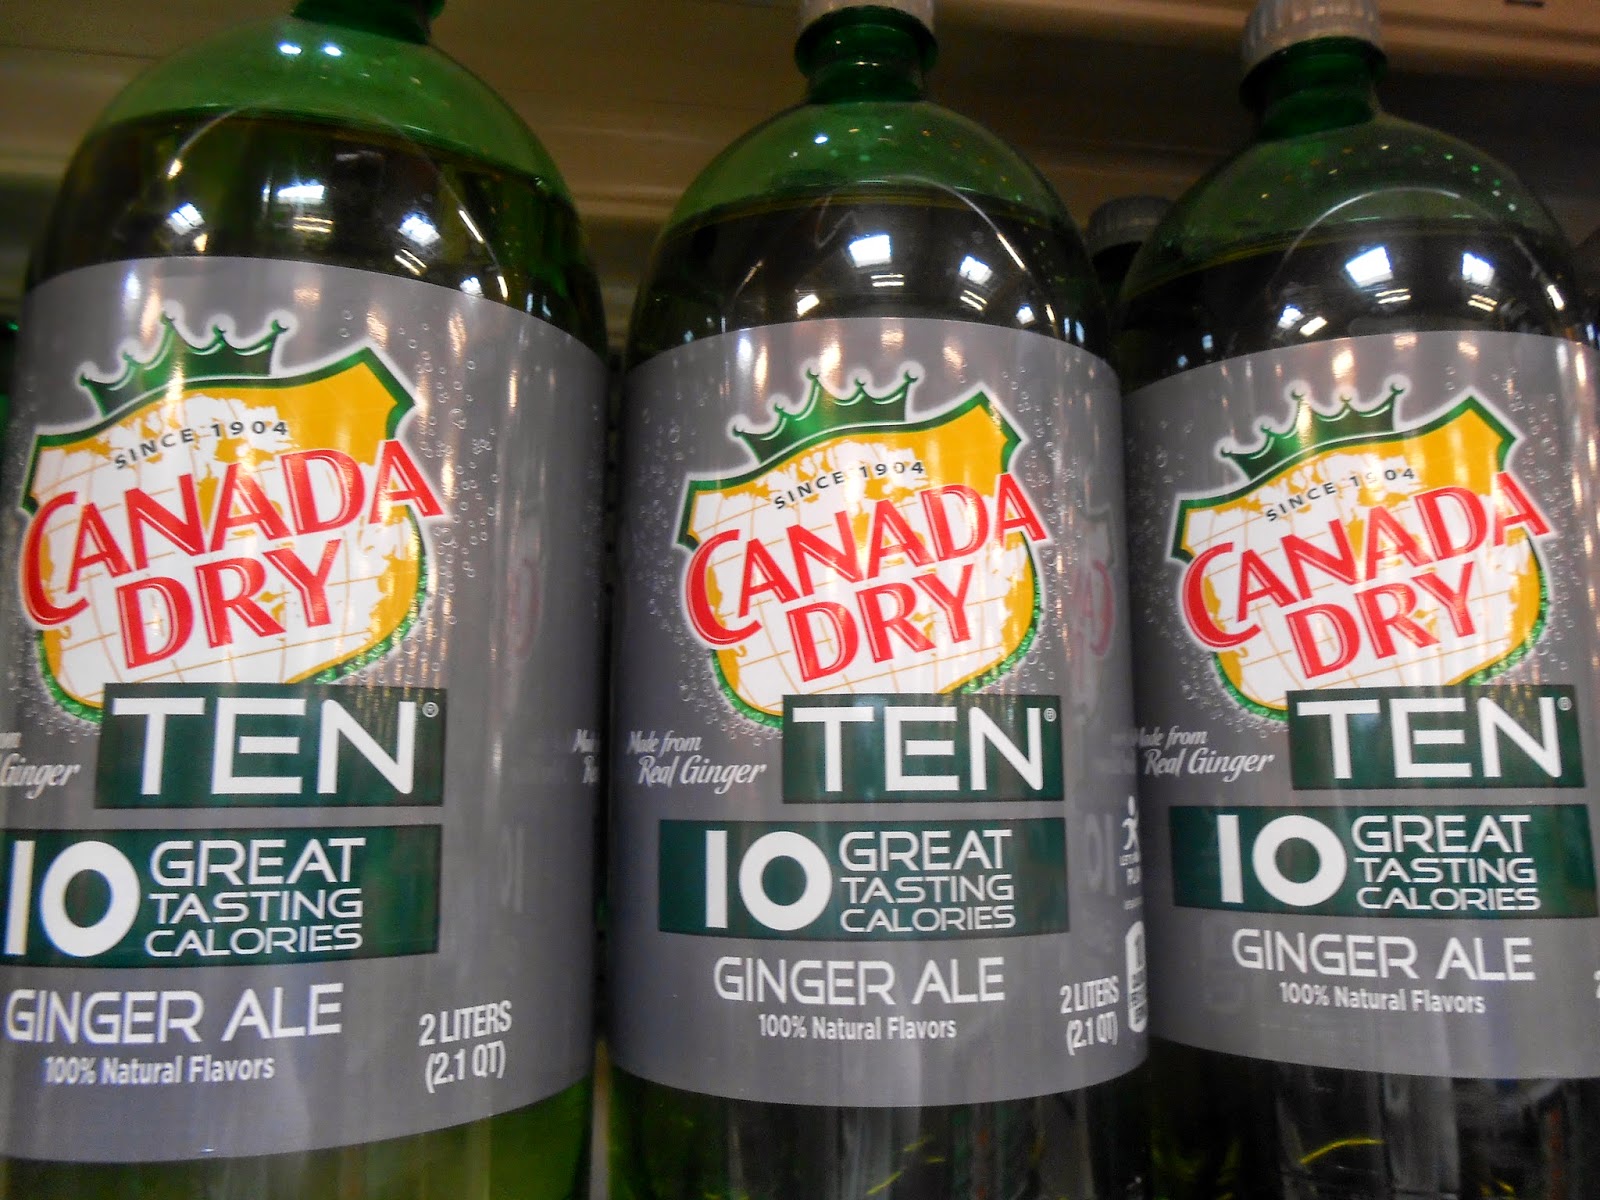 SINCE 1904
CANADA
DRY
TEN®
Ginger
10 GREAT
TASTING
CALORIES
GINGER ALE
100% Natural Flavors
2 LITERS
(2.1 QT)
SINCE 1904
CANADA
DRY
Made from
Real Ginger
TEN®
10 GREAT
TASTING
CALORIES
GINGER ALE
100% Natural Flavors
2 LITERS
(2.1 QT)
SINCE 1904
CANADA
DRY
Made from
Real Ginger
TEN®
10 GREAT
TASTING
CALORIES
GINGER ALE
100% Natural Flavors